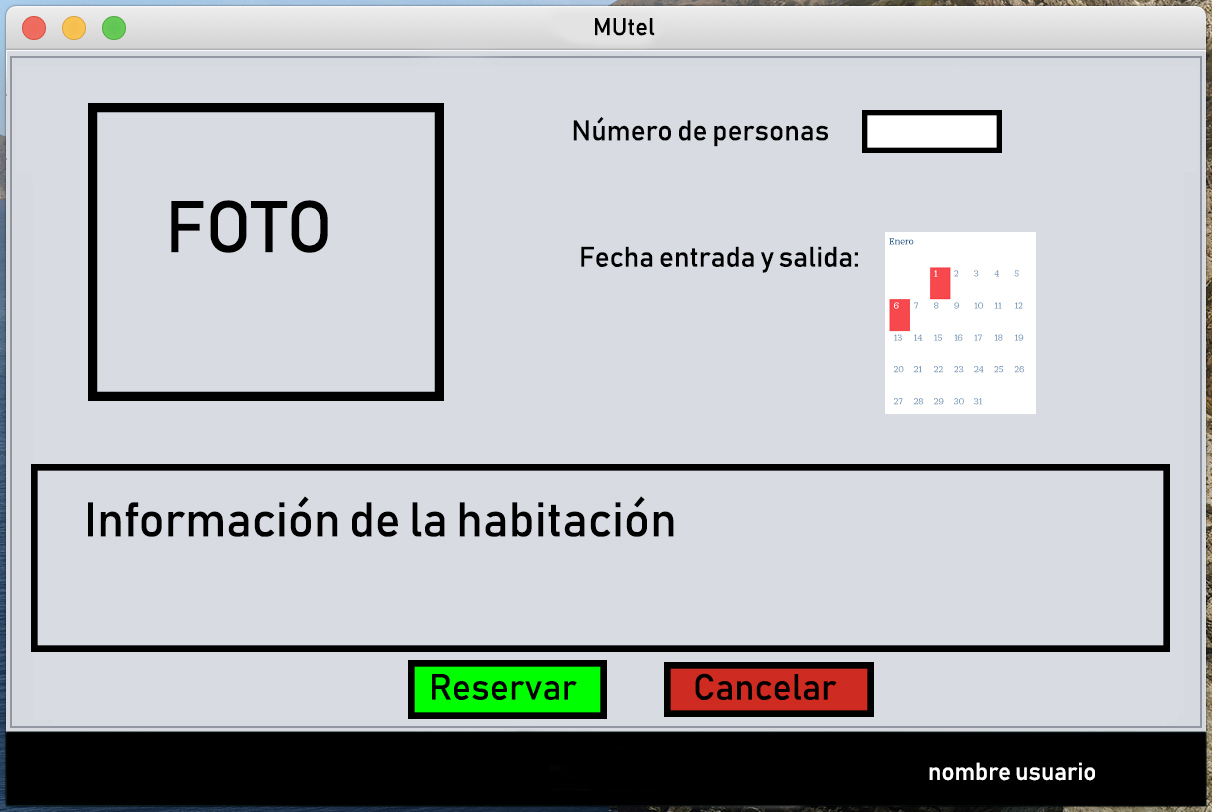 MUtel
FOTO
Número de personas
Fecha entrada y salida:
Enero
1 2 3 4 5
6 7 8 9 10 11 12
13 14 15 16 17 18 19
20 21 22 23 24 25 26
27 28 29 30 31
Información de la habitación
Reservar
Cancelar
nombre usuario